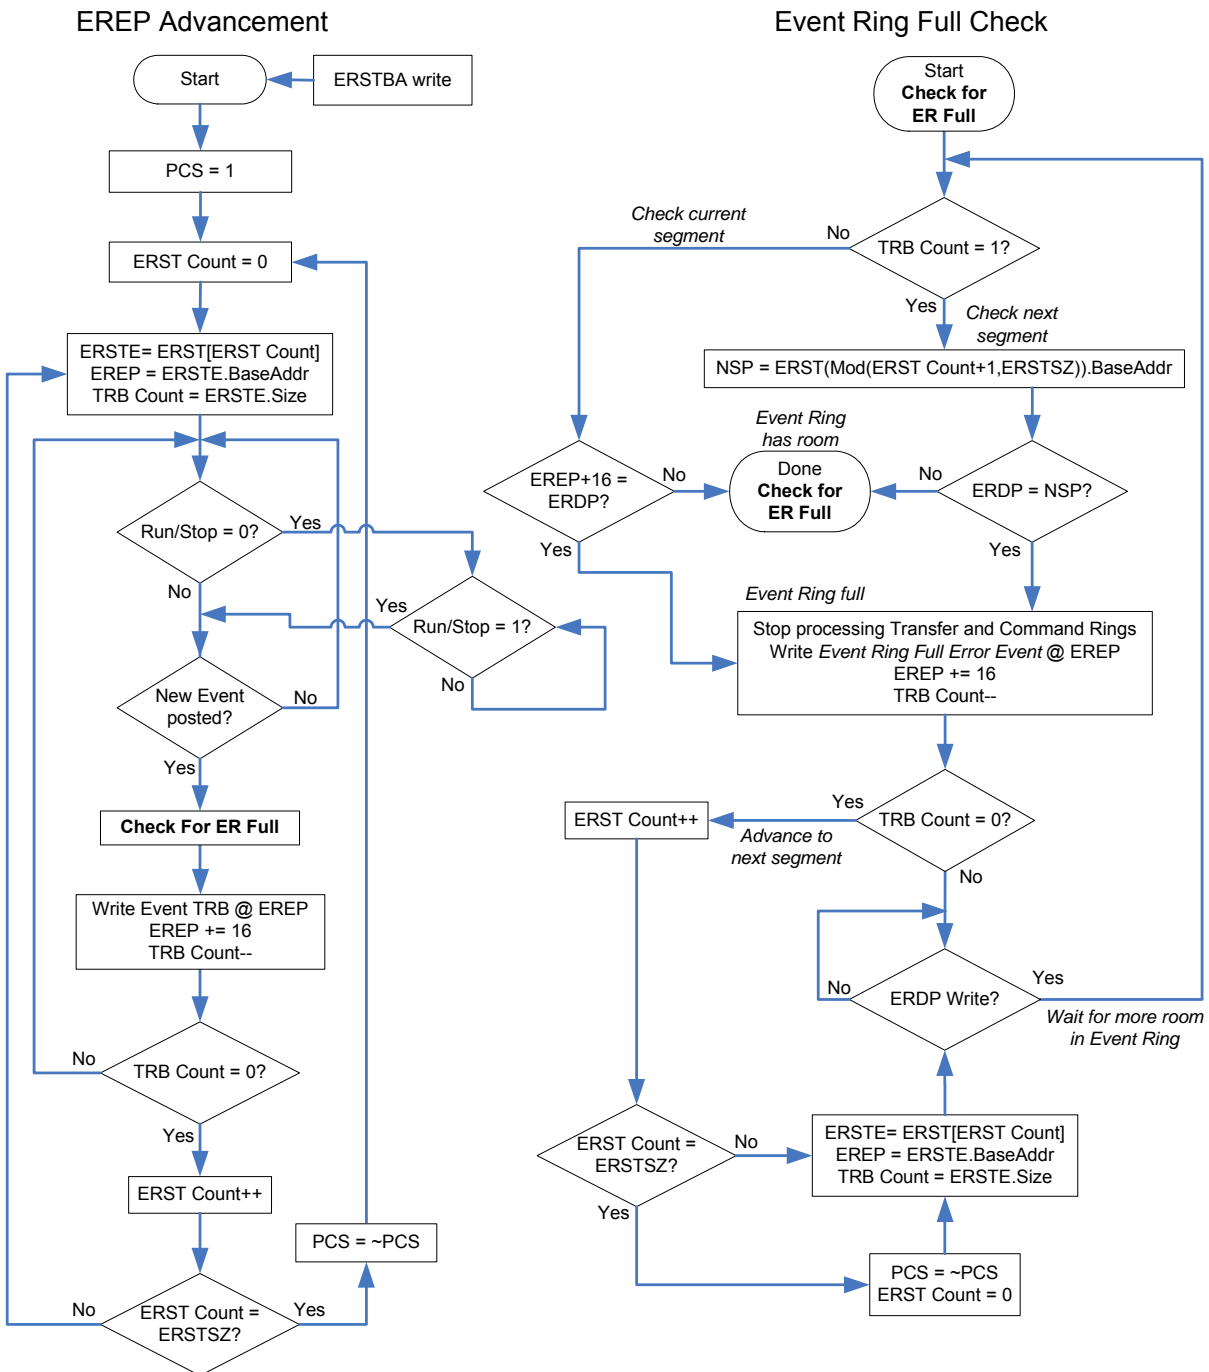 EREP Advancement
Start
ERSTBA write
PCS = 1
ERST Count = 0
ERSTE= ERST[ERST Count]
EREP = ERSTE.BaseAddr
TRB Count = ERSTE.Size
Run/Stop = 0?
Yes
No
Yes
Run/Stop = 1?
No
New Event
posted?
No
Yes
Check For ER Full
Write Event TRB @ EREP
EREP += 16
TRB Count--
No
TRB Count = 0?
Yes
ERST Count++
PCS = ~PCS
No
ERST Count =
ERSTSZ?
Yes
Event Ring Full Check
Start
Check for
ER Full
Check current
segment
No
TRB Count = 1?
Yes
Check next
segment
NSP = ERST(Mod(ERST Count+1,ERSTSZ)).BaseAddr
Event Ring
has room
EREP+16 =
ERDP?
No
Done
Check for
ER Full
No
ERDP = NSP?
Yes
Yes
Event Ring full
Stop processing Transfer and Command Rings
Write Event Ring Full Error Event @ EREP
EREP += 16
TRB Count--
ERST Count++
Yes
TRB Count = 0?
Advance to
next segment
No
No
ERDP Write?
Yes
Wait for more room
in Event Ring
ERST Count =
ERSTSZ?
No
ERSTE= ERST[ERST Count]
EREP = ERSTE.BaseAddr
TRB Count = ERSTE.Size
Yes
PCS = ~PCS
ERST Count = 0